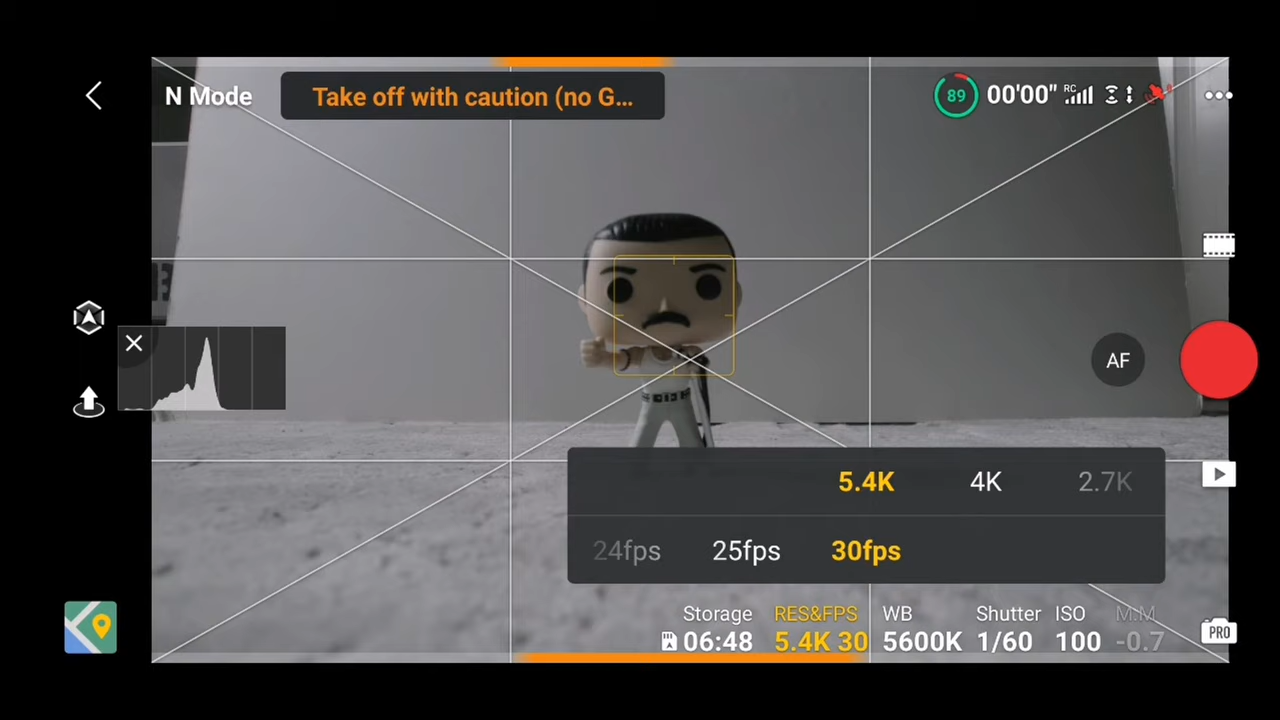 N Mode
Take off with caution (no G...
89
00'00"
RC
AF
5.4K 4K 2.7K
24fps 25fps 30fps
Storage RES&FPS WB Shutter ISO M.M
06:48 5.4K 30 5600K 1/60 100 -0.7
PRO